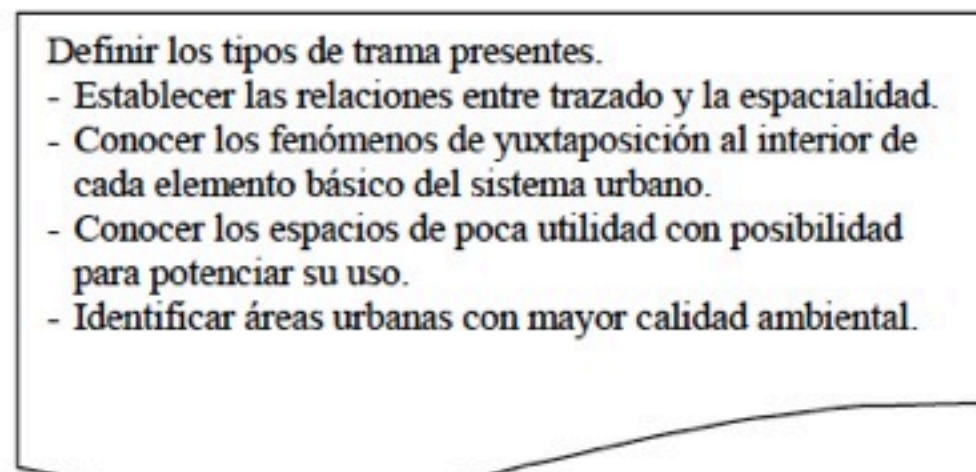 Definir los tipos de trama presentes.
- Establecer las relaciones entre trazado y la espacialidad.
- Conocer los fenómenos de yuxtaposición al interior de
cada elemento básico del sistema urbano.
- Conocer los espacios de poca utilidad con posibilidad
para potenciar su uso.
- Identificar áreas urbanas con mayor calidad ambiental.